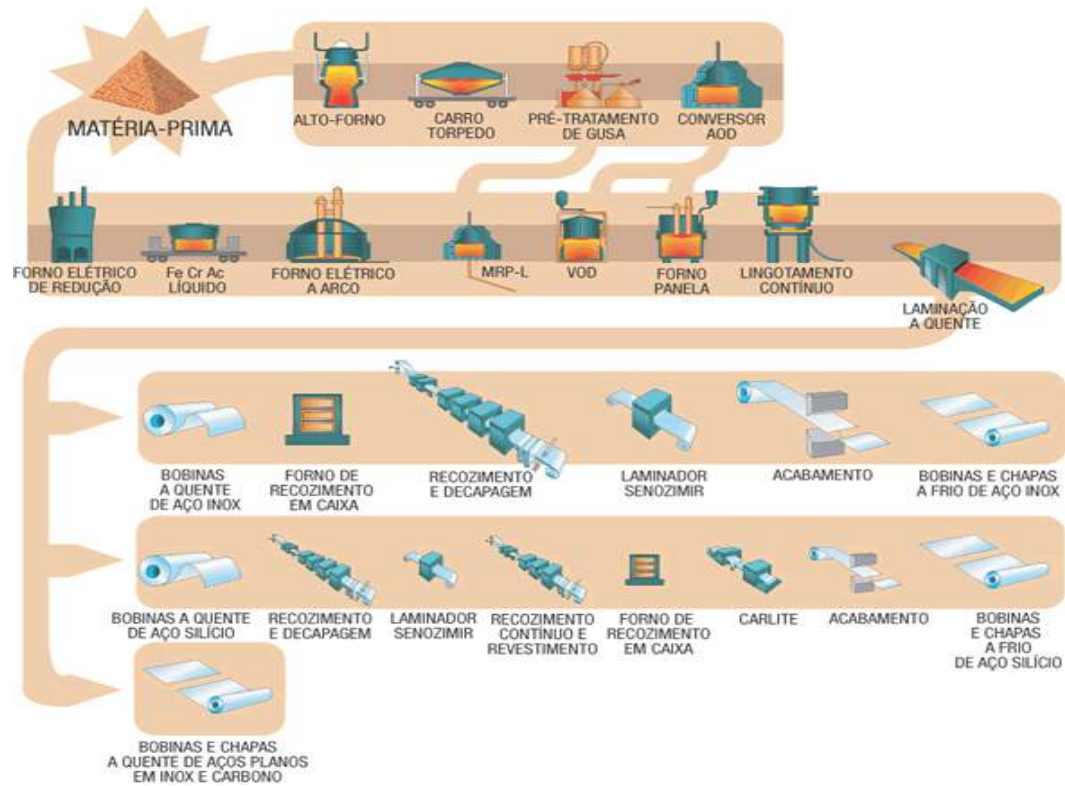 MATÉRIA-PRIMA
ALTO-FORNO
CARRO
TORPEDO
PRÉ-TRATAMENTO
DE GUSA
CONVERSOR
AOD
FORNO ELÉTRICO
DE REDUÇÃO
Fe Cr Ac
LÍQUIDO
FORNO ELÉTRICO
A ARCO
MRP-L
VOD
FORNO
PANELA
LINGOTAMENTO
CONTÍNUO
LAMINAÇÃO
A QUENTE
BOBINAS
A QUENTE
DE AÇO INOX
FORNO DE
RECOZIMENTO
EM CAIXA
RECOZIMENTO
E DECAPAGEM
LAMINADOR
SENOZIMIR
ACABAMENTO
BOBINAS E CHAPAS
A FRIO DE AÇO INOX
BOBINAS A QUENTE
DE AÇO SILÍCIO
RECOZIMENTO
E DECAPAGEM
LAMINADOR
SENOZIMIR
RECOZIMENTO
CONTÍNUO E
REVESTIMENTO
FORNO DE
RECOZIMENTO
EM CAIXA
CARLITE
ACABAMENTO
BOBINAS
E CHAPAS
A FRIO
DE AÇO SILÍCIO
BOBINAS E CHAPAS
A QUENTE DE AÇOS PLANOS
EM INOX E CARBONO